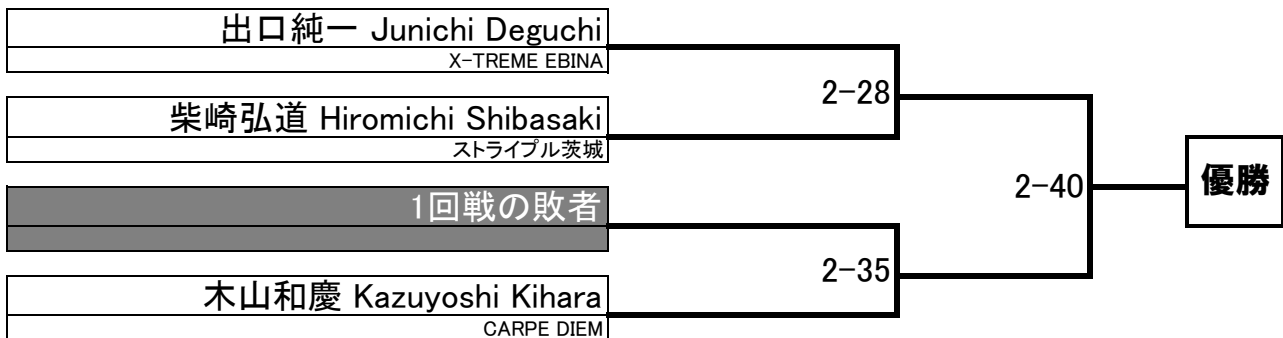 出口純一 Junichi Deguchi
X-TREME EBINA
2-28
柴崎弘道 Hiromichi Shibasaki
ストライプル茨城
2-40
優勝
1回戦の敗者
2-35
木山和慶 Kazuyoshi Kihara
CARPE DIEM